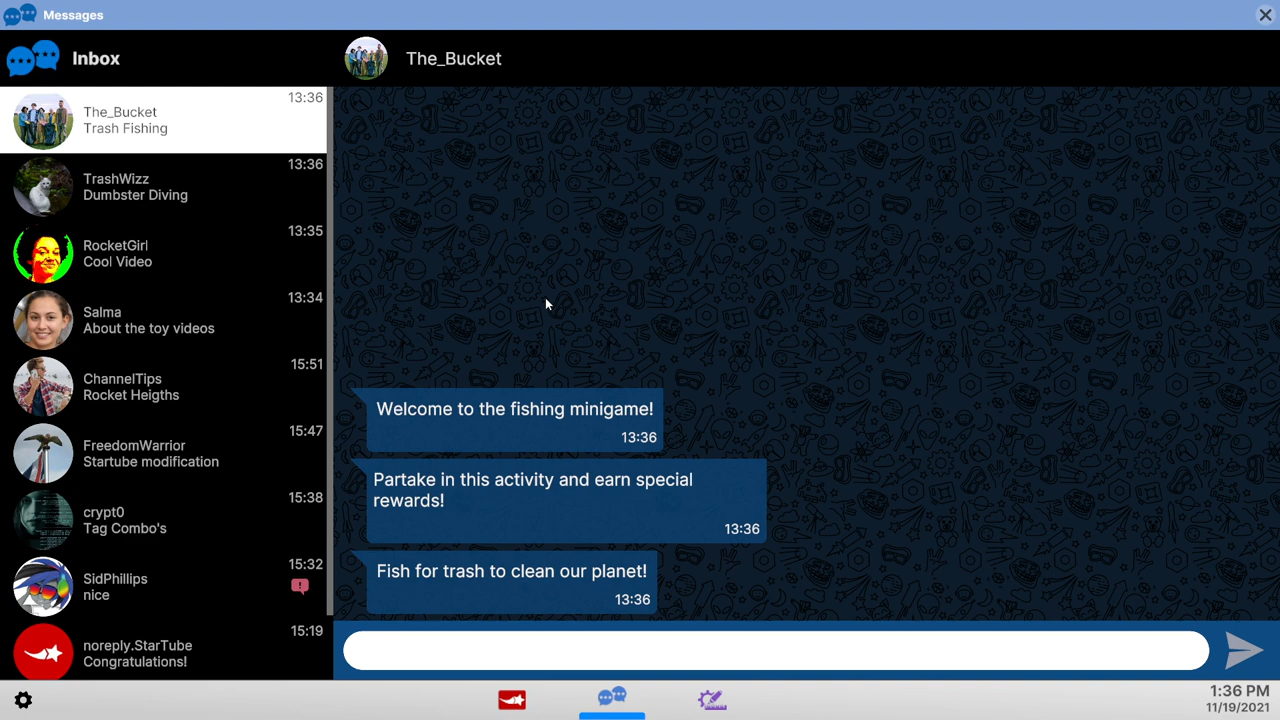 Messages
Inbox
The_Bucket
13:36
The_Bucket
Trash Fishing
13:36
TrashWizz
Dumbster Diving
13:35
RocketGirl
Cool Video
13:34
Salma
About the toy videos
15:51
ChannelTips
Rocket Heigths
15:47
FreedomWarrior
Startube modification
15:38
crypt0
Tag Combo's
15:32
SidPhillips
nice
15:19
noreply.StarTube
Congratulations!
Welcome to the fishing minigame!
13:36
Partake in this activity and earn special
rewards!
13:36
Fish for trash to clean our planet!
13:36
1:36 PM
11/19/2021